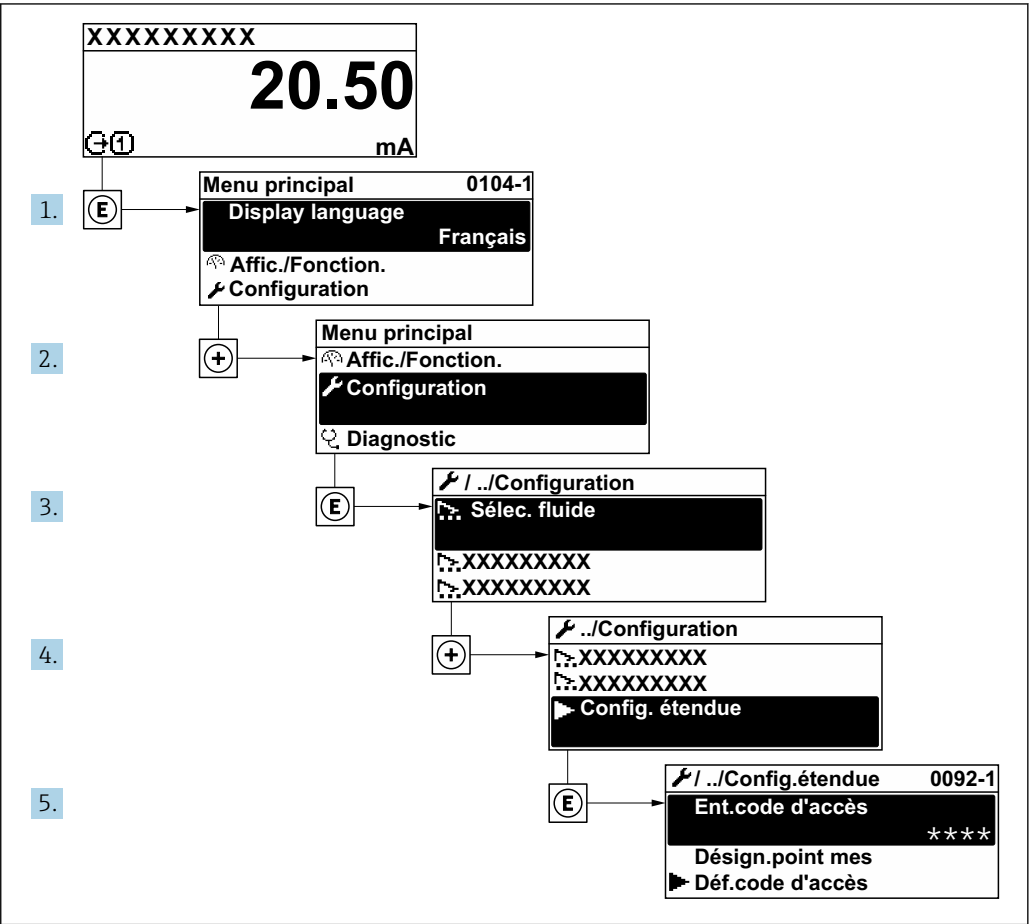 XXXXXXXXX
20.50
1
mA
1.
E
Menu principal 0104-1
Display language
Français
Affic./Fonction.
Configuration
2.
+
Menu principal
Affic./Fonction.
Configuration
Diagnostic
3.
E
/ ../Configuration
Sélec. fluide
XXXXXXXXX
XXXXXXXXX
4.
+
../Configuration
XXXXXXXXX
XXXXXXXXX
Config. étendue
5.
E
/ ../Config.étendue 0092-1
Ent.code d'accès
****
Désign.point mes
Déf.code d'accès